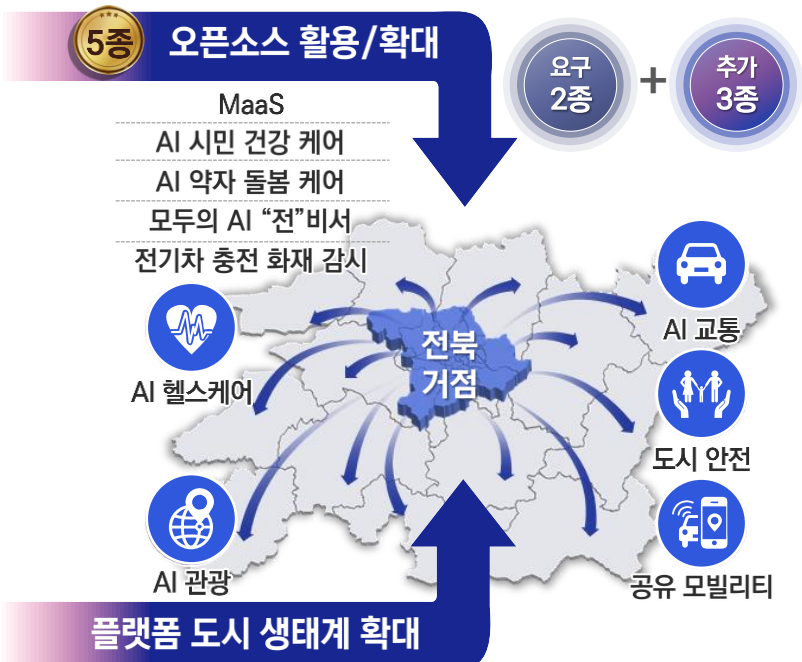 5종
오픈소스 활용/확대
요구
2종
+
추가
3종
MaaS
AI 시민 건강 케어
AI 약자 돌봄 케어
모두의 AI “전”비서
전기차 충전 화재 감시
전북
거점
AI 교통
AI 헬스케어
도시 안전
AI 관광
공유 모빌리티
플랫폼 도시 생태계 확대